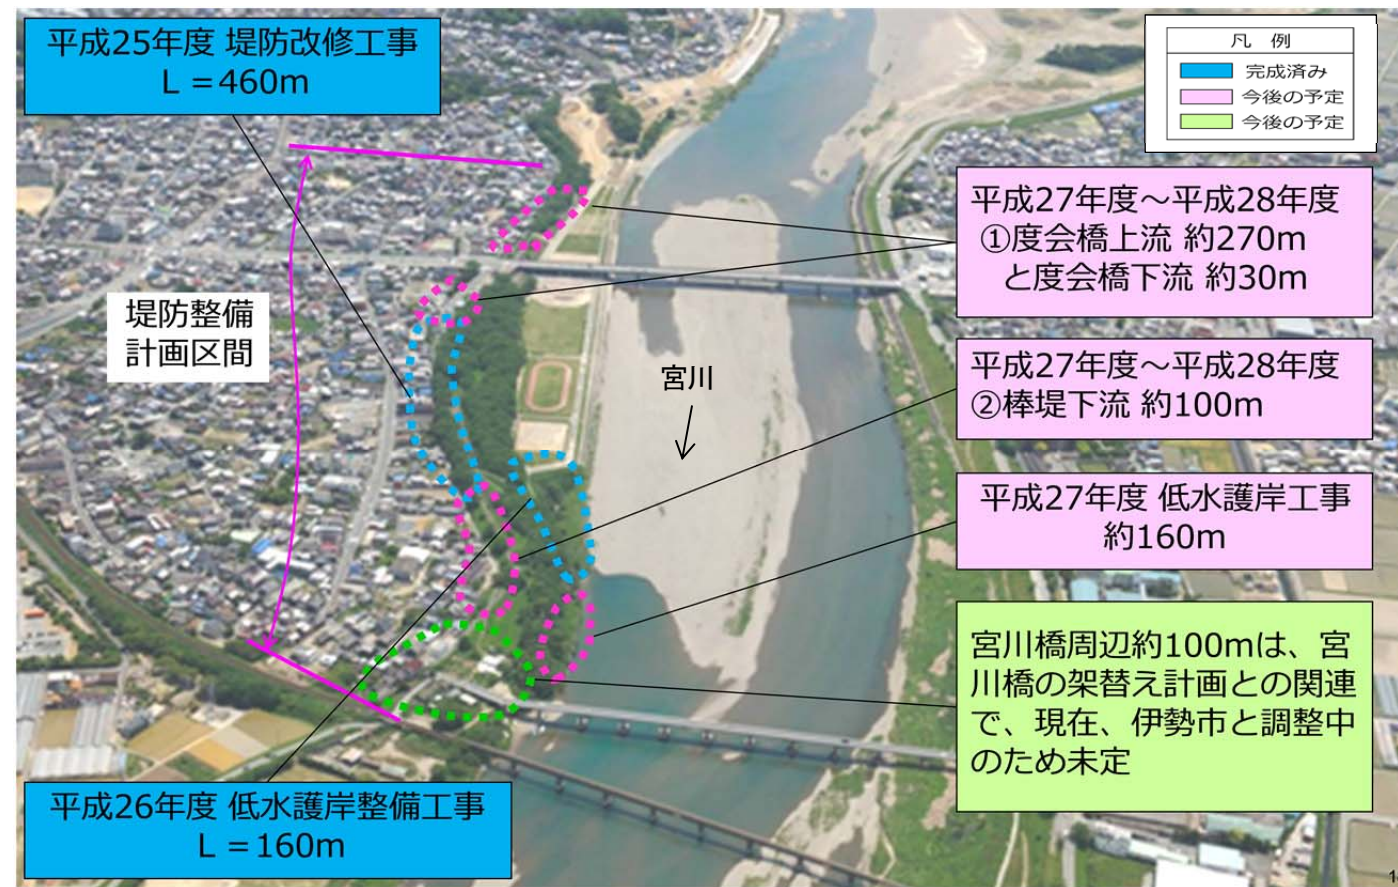 平成25年度 堤防改修工事
L＝460m
凡 例
完成済み
今後の予定
今後の予定
平成27年度～平成28年度
①度会橋上流 約270m
と度会橋下流 約30m
堤防整備
計画区間
平成27年度～平成28年度
②棒堤下流 約100m
宮川
平成27年度 低水護岸工事
約160m
宮川橋周辺約100mは、宮
川橋の架替え計画との関連
で、現在、伊勢市と調整中
のため未定
平成26年度 低水護岸整備工事
L＝160m
1